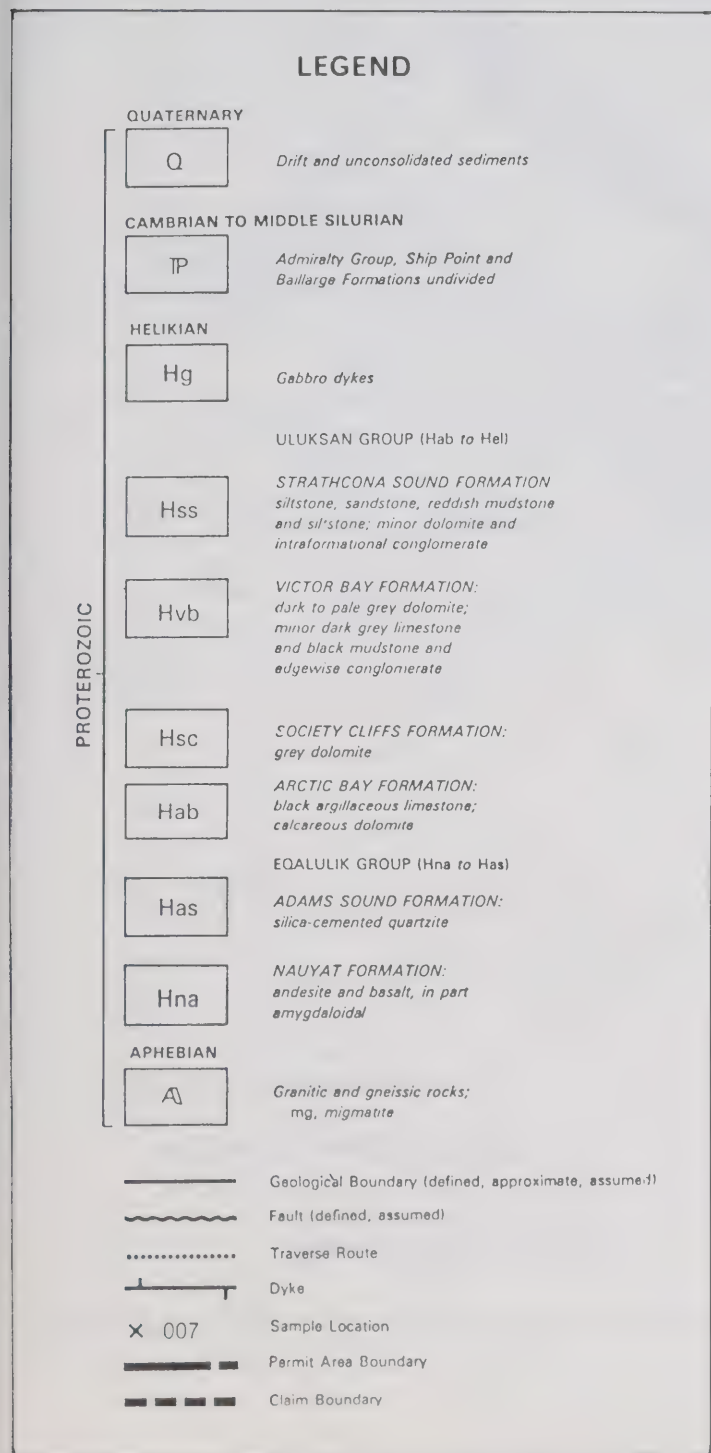 LEGEND
QUATERNARY
Q
Drift and unconsolidated sediments
CAMBRIAN TO MIDDLE SILURIAN
TP
Admiralty Group, Ship Point and
Baillarge Formations undivided
HELIKIAN
Hg
Gabbro dykes
ULUKSAN GROUP (Hab to Hel)
Hss
STRATHCONA SOUND FORMATION
siltstone, sandstone, reddish mudstone
and siltstone; minor dolomite and
intraformational conglomerate
Hvb
VICTOR BAY FORMATION:
dark to pale grey dolomite;
minor dark grey limestone
and black mudstone and
edgewise conglomerate
PROTEROZOIC
Hsc
SOCIETY CLIFFS FORMATION:
grey dolomite
Hab
ARCTIC BAY FORMATION:
black argillaceous limestone;
calcareous dolomite
EQALULIK GROUP (Hna to Has)
Has
ADAMS SOUND FORMATION:
silica-cemented quartzite
Hna
NAUYAT FORMATION:
andesite and basalt, in part
amygdaloidal
APHEBIAN
A
Granitic and gneissic rocks;
mg, migmatite
Geological Boundary (defined, approximate, assumed)
Fault (defined, assumed)
Traverse Route
Dyke
× 007 Sample Location
Permit Area Boundary
Claim Boundary